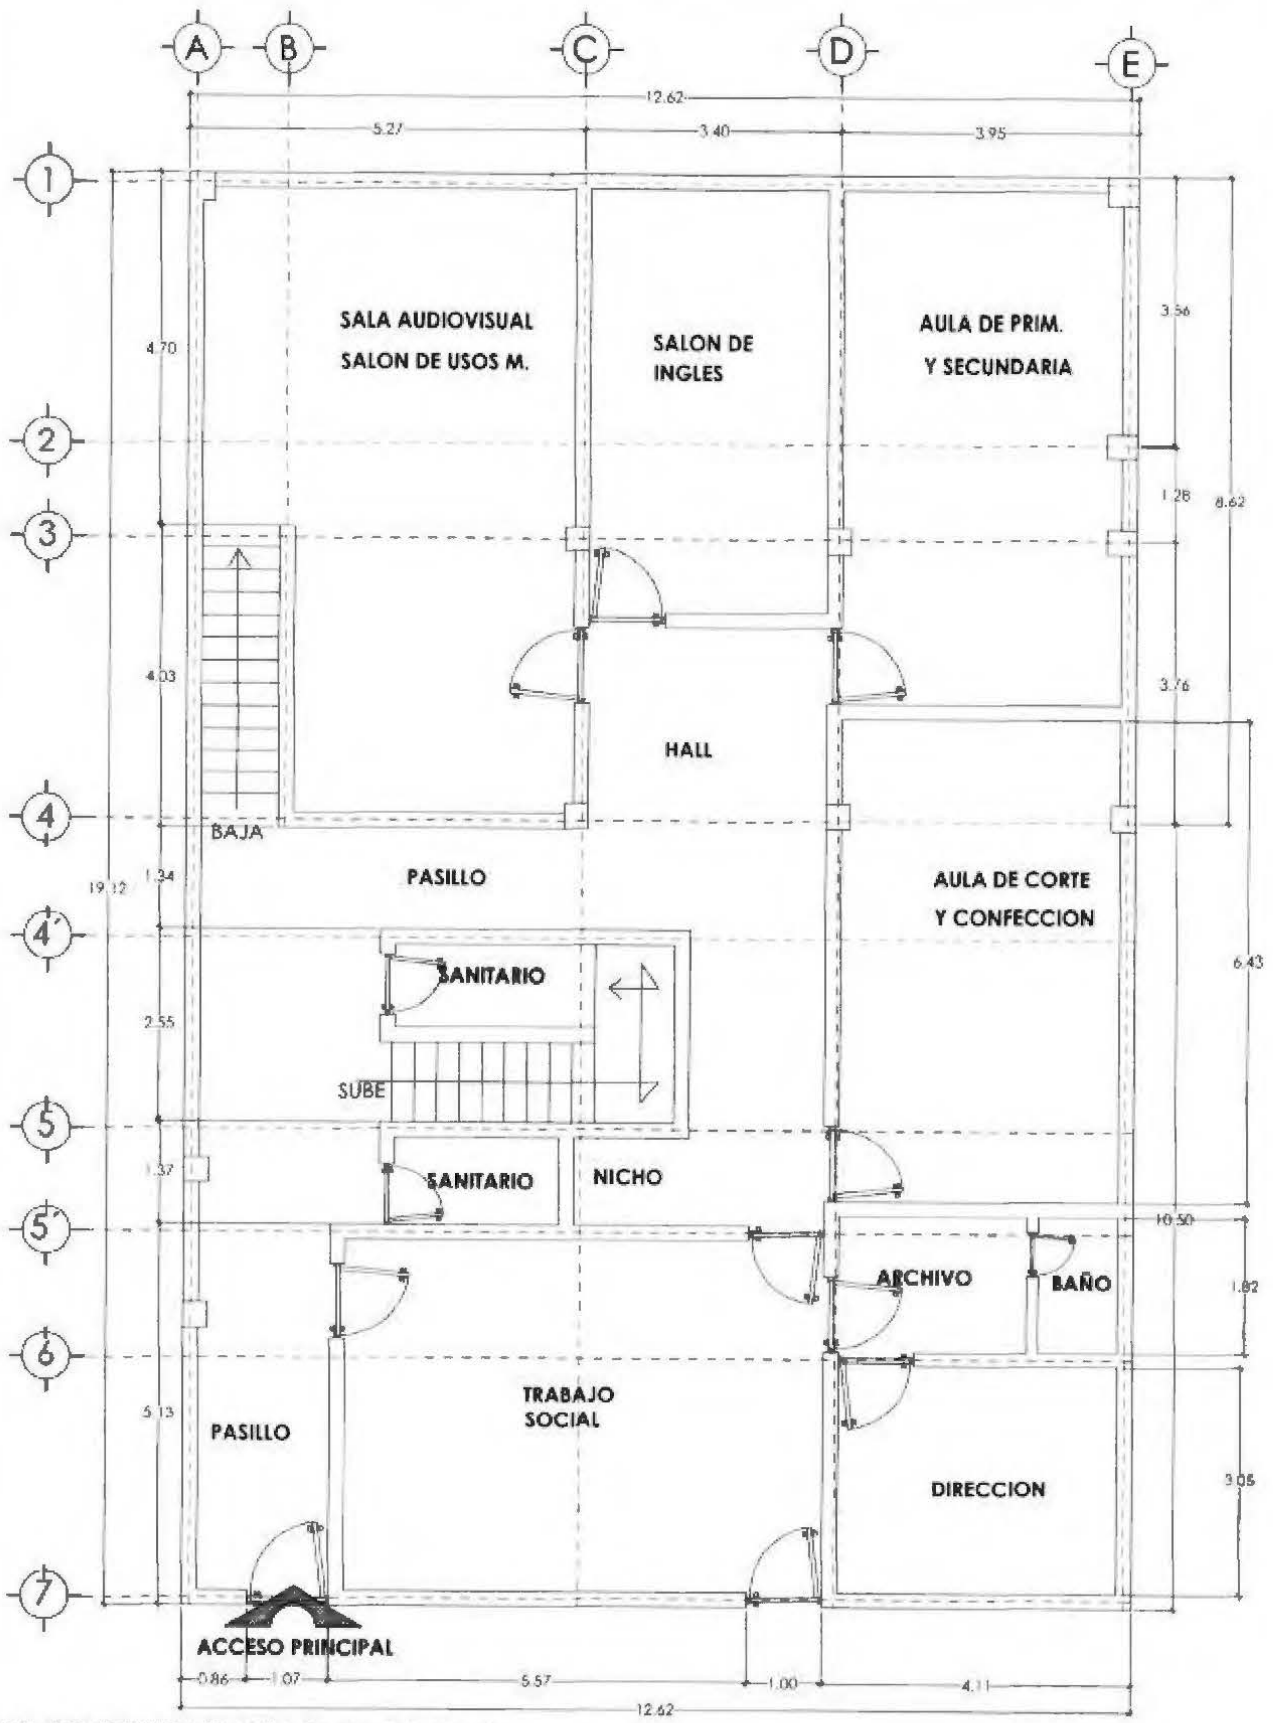 A B C D E
12.62
5.27 3.40 3.95
1
SALA AUDIOVISUAL
SALON DE USOS M.
SALON DE
INGLES
AULA DE PRIM.
Y SECUNDARIA
3.56
4.70
2
1.28
8.62
3
4.03
3.76
HALL
4
BAJA
PASILLO
AULA DE CORTE
Y CONFECCION
19.12
1.34
4'
SANITARIO
6.43
2.55
SUBE
5
1.37
SANITARIO
NICHO
5'
10.50
ARCHIVO
BAÑO
1.82
6
TRABAJO
SOCIAL
5.13
PASILLO
DIRECCION
3.05
7
ACCESO PRINCIPAL
0.86 1.07 5.57 1.00 4.11
12.62